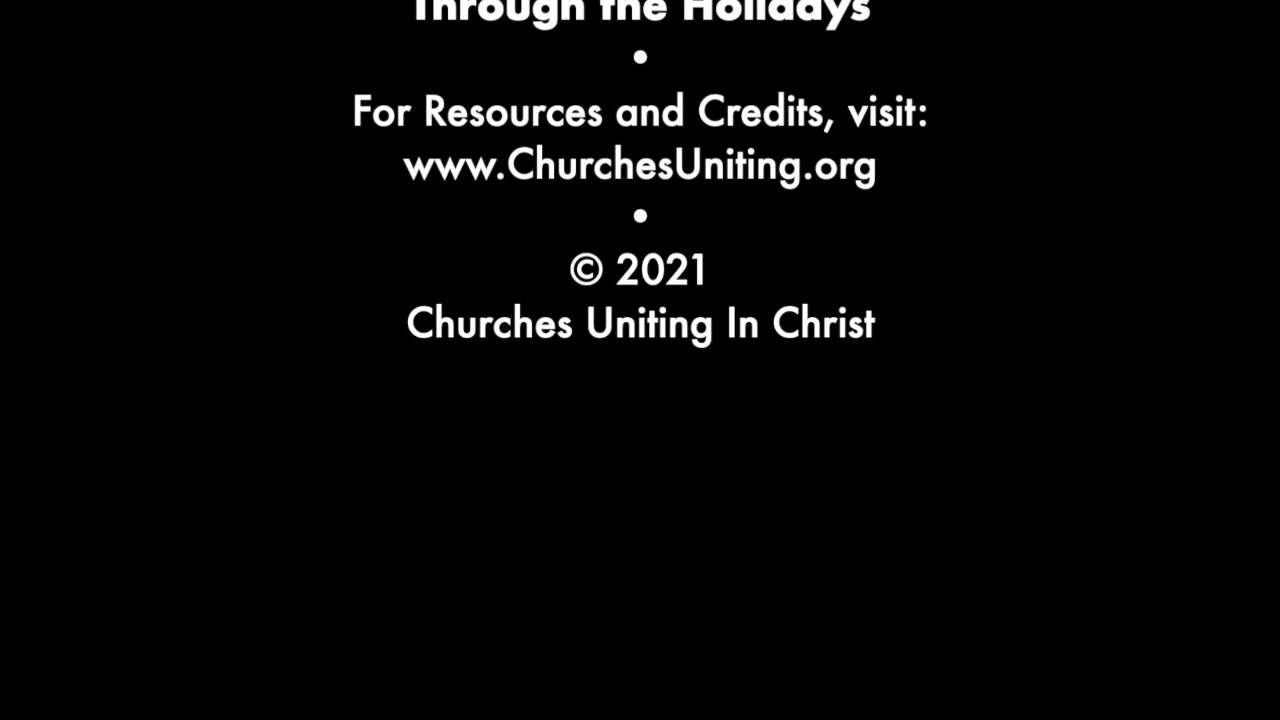 Through the Holidays
•
For Resources and Credits, visit:
www.ChurchesUniting.org
•
© 2021
Churches Uniting In Christ